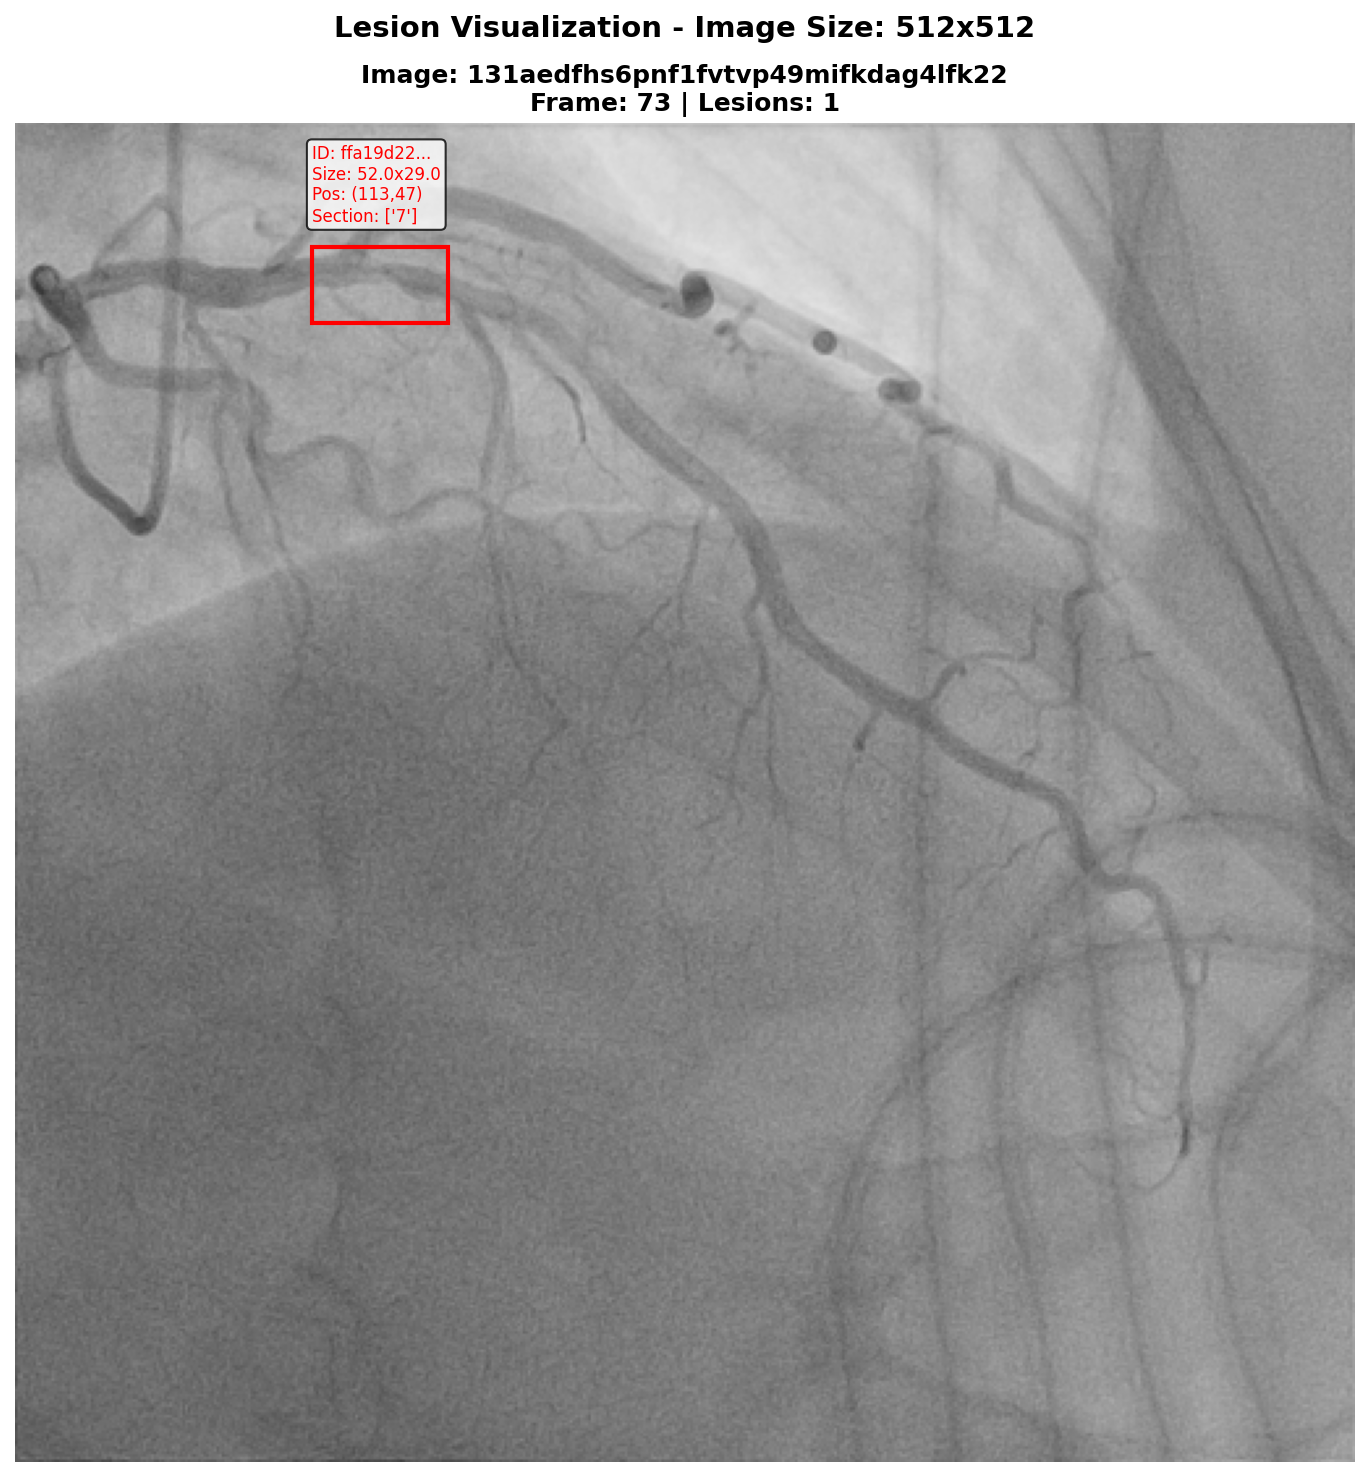 Lesion Visualization - Image Size: 512x512
Image: 131aedfhs6pnf1fvtvp49mifkdag4lfk22
Frame: 73 | Lesions: 1
ID: ffa19d22...
Size: 52.0x29.0
Pos: (113,47)
Section: ['7']